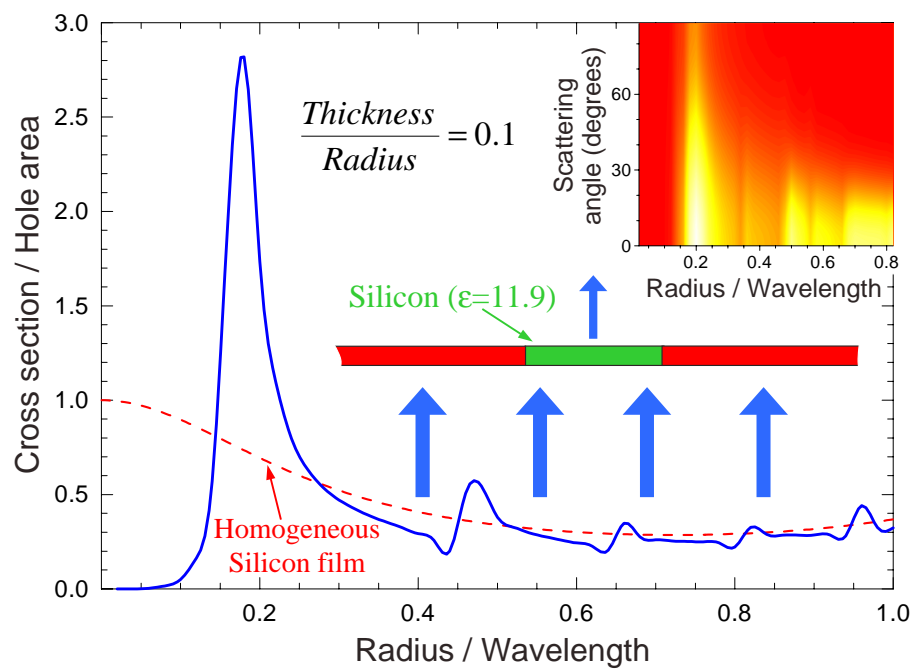 3.0
2.5
2.0
1.5
1.0
0.5
0.0
Cross section / Hole area
0.2
0.4
0.6
0.8
1.0
Radius / Wavelength
Thickness
Radius
= 0.1
Silicon (ε=11.9)
Homogeneous
Silicon film
Scattering
angle (degrees)
60
30
0
0.2
0.4
0.6
0.8
Radius / Wavelength